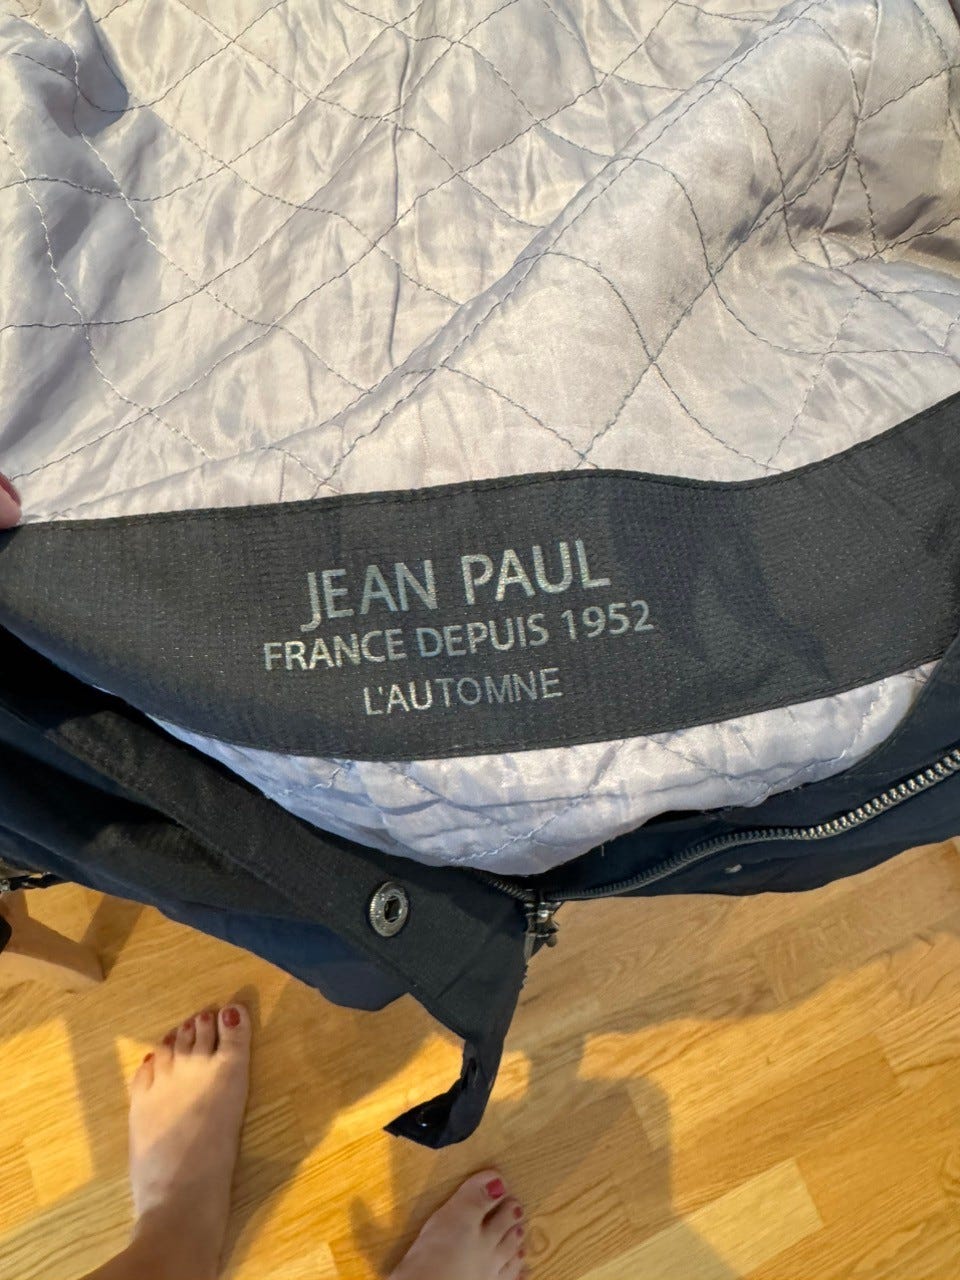 JEAN PAUL
FRANCE DEPUIS 1952
L'AUTOMNE